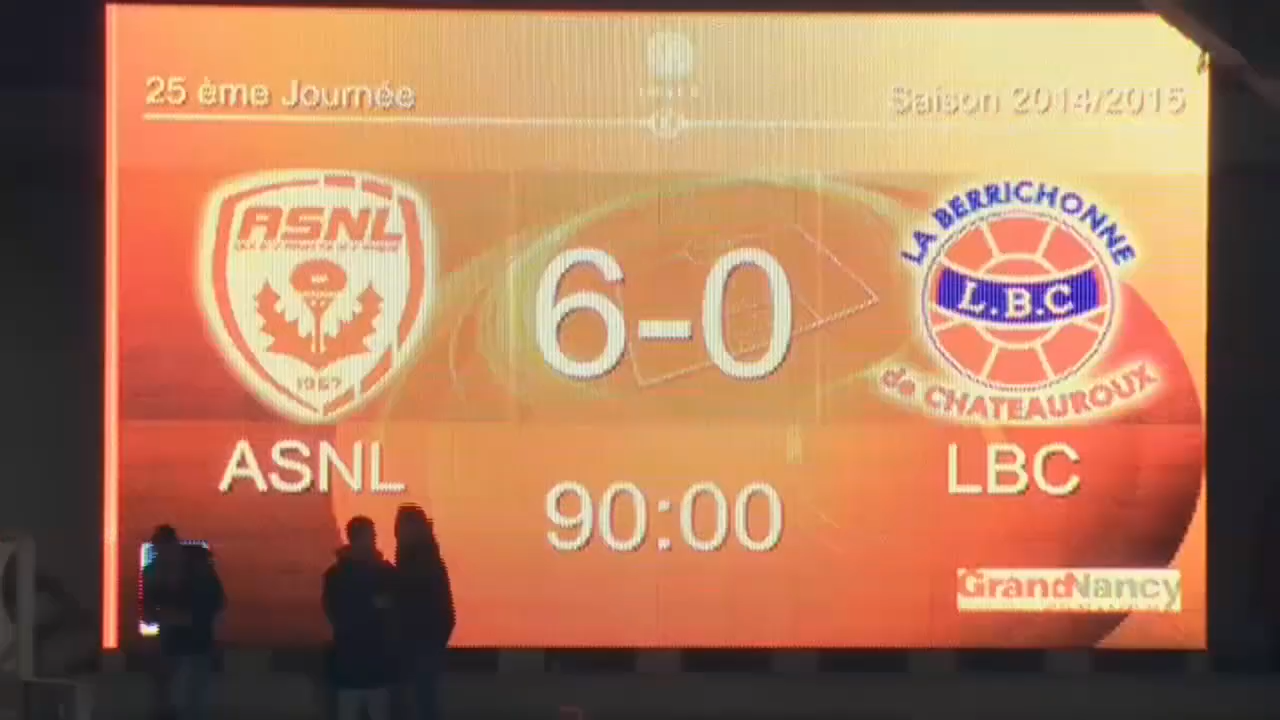 25 ème Journée
Saison 2014/2015
ASNL
1967
LA BERRICHONNE
L.B.C
de CHATEAUROUX
6-0
ASNL
LBC
90:00
GrandNancy